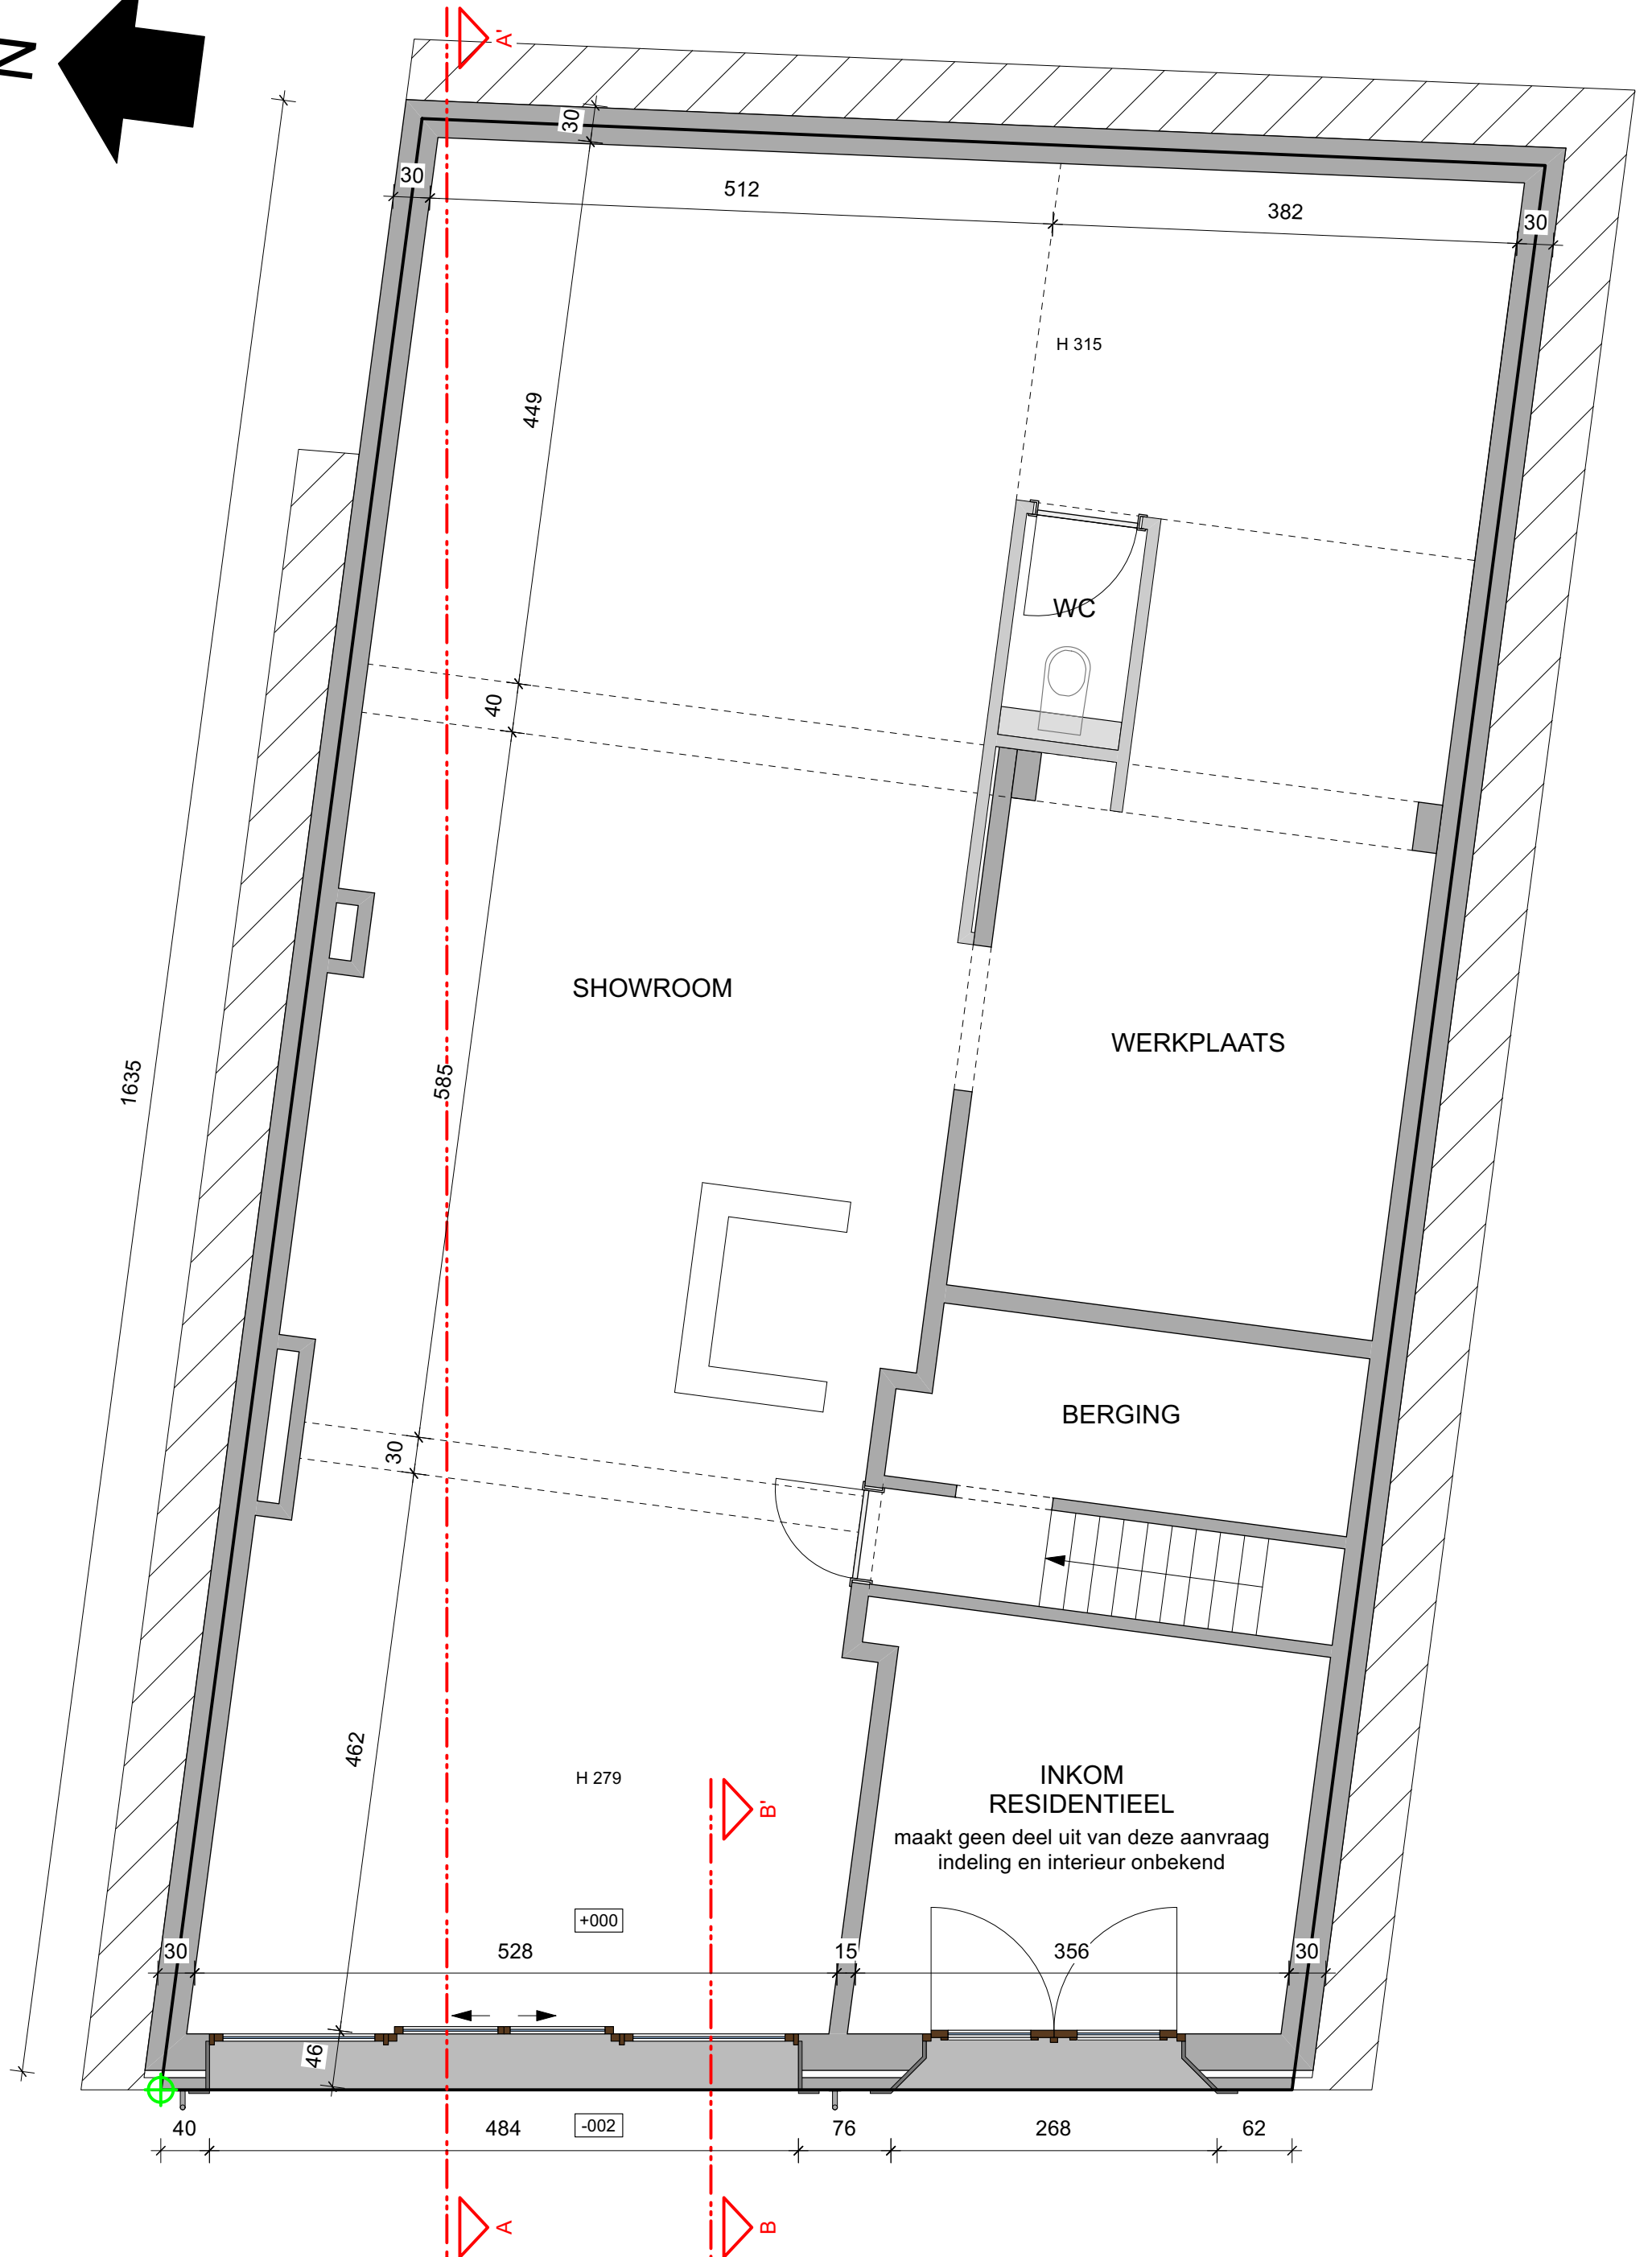 N
A'
30
30
512
382
30
H 315
449
WC
40
1635
585
SHOWROOM
WERKPLAATS
BERGING
30
462
H 279
B'
INKOM
RESIDENTIEEL
maakt geen deel uit van deze aanvraag
indeling en interieur onbekend
+000
30
528
15
356
30
46
40
484
-002
76
268
62
A
B